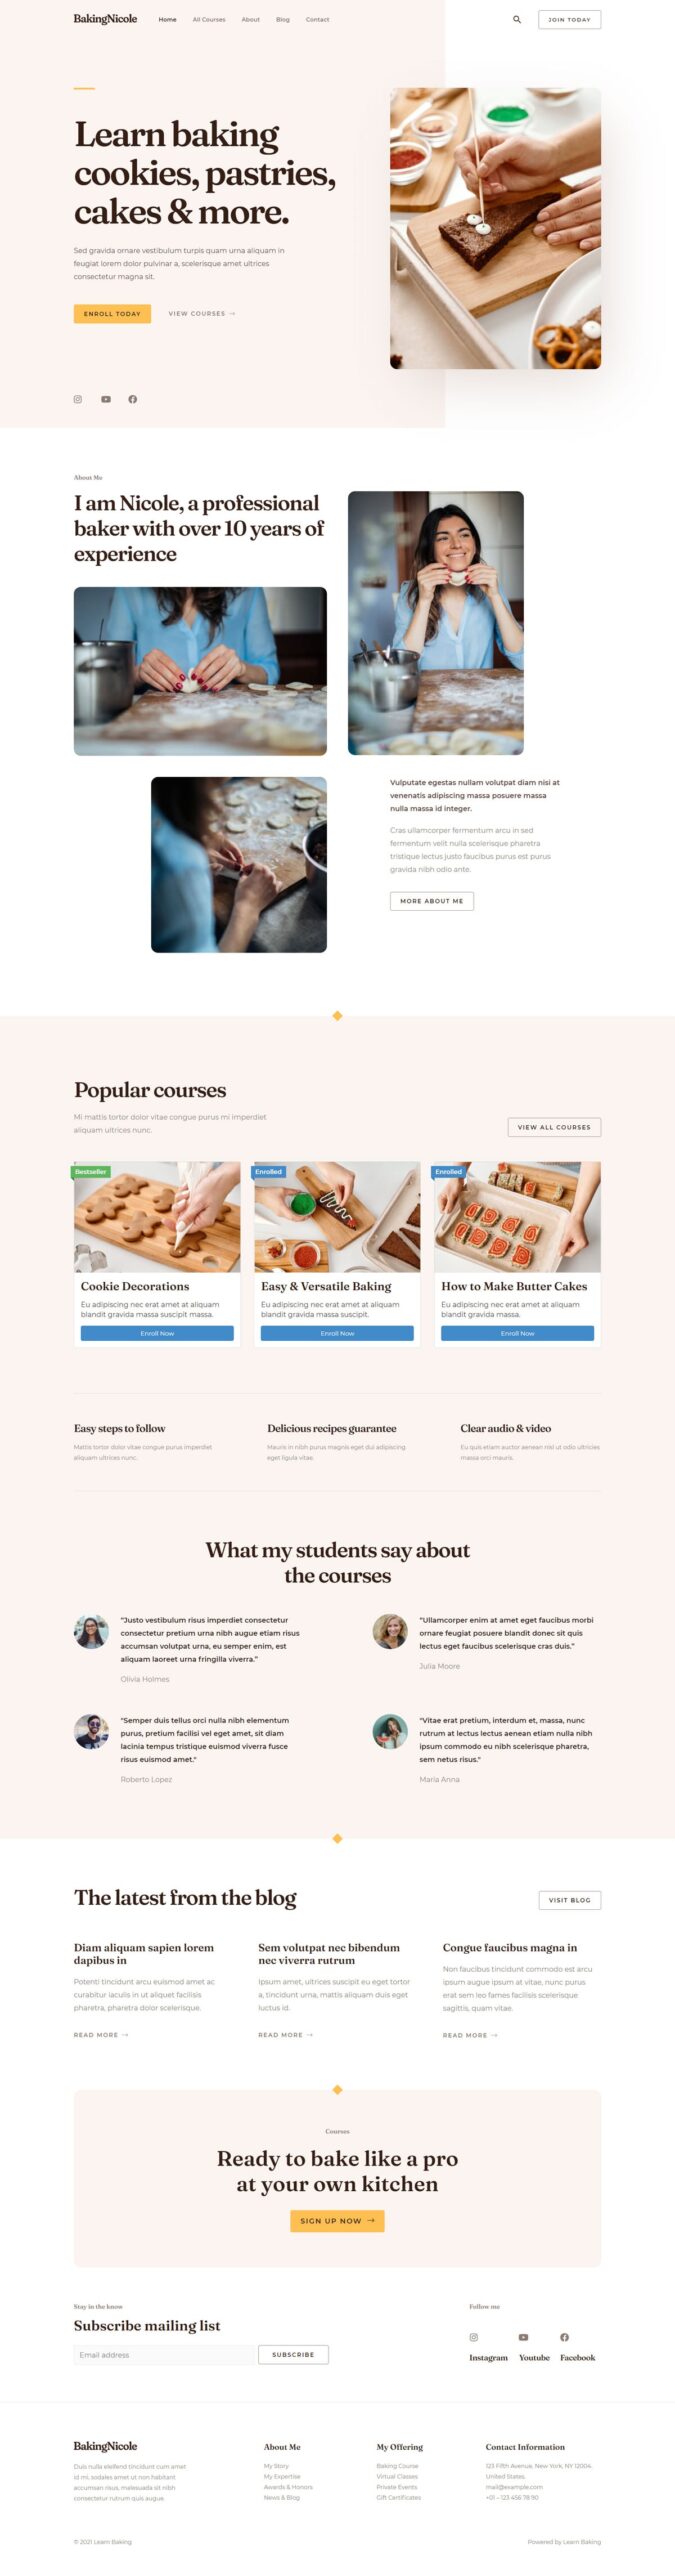 BakingNicole
Home
All Courses
About
Blog
Contact
JOIN TODAY
Learn baking
cookies, pastries,
cakes & more.
Sed gravida ornare vestibulum turpis quam urna aliquam in
feugiat lorem dolor pulvinar a, scelerisque amet ultrices
consectetur magna sit.
ENROLL TODAY
VIEW COURSES →
About Me
I am Nicole, a professional
baker with over 10 years of
experience
Vulputate egestas nullam volutpat diam nisi at
venenatis adipiscing massa posuere massa
nulla massa id integer.
Cras ullamcorper fermentum arcu in sed
fermentum velit nulla scelerisque pharetra
tristique lectus justo faucibus purus est purus
gravida nibh odio ante.
MORE ABOUT ME
Popular courses
Mi mattis tortor dolor vitae congue purus mi imperdiet
aliquam ultrices nunc.
VIEW ALL COURSES
Bestseller
Cookie Decorations
Eu adipiscing nec erat amet at aliquam
blandit gravida massa suscipit massa.
Enroll Now
Enrolled
Easy & Versatile Baking
Eu adipiscing nec erat amet at aliquam
blandit gravida massa suscipit.
Enroll Now
Enrolled
How to Make Butter Cakes
Eu adipiscing nec erat amet at aliquam
blandit gravida massa.
Enroll Now
Easy steps to follow
Mattis tortor dolor vitae congue purus imperdiet
aliquam ultrices nunc.
Delicious recipes guarantee
Mauris in nibh purus magnis eget dui adipiscing
eget ligula vitae.
Clear audio & video
Eu quis etiam auctor aenean nisl ut odio ultricies
massa orci mauris.
What my students say about
the courses
"Justo vestibulum risus imperdiet consectetur
consectetur pretium urna nibh augue etiam risus
accumsan volutpat urna, eu semper enim, est
aliquam laoreet urna fringilla viverra."
Olivia Holmes
"Ullamcorper enim at amet eget faucibus morbi
ornare feugiat posuere blandit donec sit quis
lectus eget faucibus scelerisque cras duis."
Julia Moore
"Semper duis tellus orci nulla nibh elementum
purus, pretium facilisi vel eget amet, sit diam
lacinia tempus tristique euismod viverra fusce
risus euismod amet."
Roberto Lopez
"Vitae erat pretium, interdum et, massa, nunc
rutrum at lectus lectus aenean etiam nulla nibh
ipsum commodo eu nibh scelerisque pharetra,
sem netus risus."
Maria Anna
The latest from the blog
VISIT BLOG
Diam aliquam sapien lorem
dapibus in
Potenti tincidunt arcu euismod amet ac
curabitur iaculis in ut aliquet facilisis
pharetra, pharetra dolor scelerisque.
READ MORE →
Sem volutpat nec bibendum
nec viverra rutrum
Ipsum amet, ultrices suscipit eu eget tortor
a, tincidunt urna, mattis aliquam duis eget
luctus id.
READ MORE →
Congue faucibus magna in
Non faucibus tincidunt commodo est arcu
ipsum augue ipsum at vitae, nunc purus
erat sem leo fames facilisis scelerisque
sagittis, quam vitae.
READ MORE →
Courses
Ready to bake like a pro
at your own kitchen
SIGN UP NOW →
Stay in the know
Subscribe mailing list
Email address
SUBSCRIBE
Follow me
Instagram
Youtube
Facebook
BakingNicole
Duis nulla eleifend tincidunt cum amet
id mi, sodales amet ut non habitant
accumsan risus, malesuada sit nibh
consectetur rutrum quis augue.
About Me
My Story
My Expertise
Awards & Honors
News & Blog
My Offering
Baking Course
Virtual Classes
Private Events
Gift Certificates
Contact Information
123 Fifth Avenue, New York, NY 12004.
United States.
mail@example.com
+01 – 123 456 78 90
© 2021 Learn Baking
Powered by Learn Baking